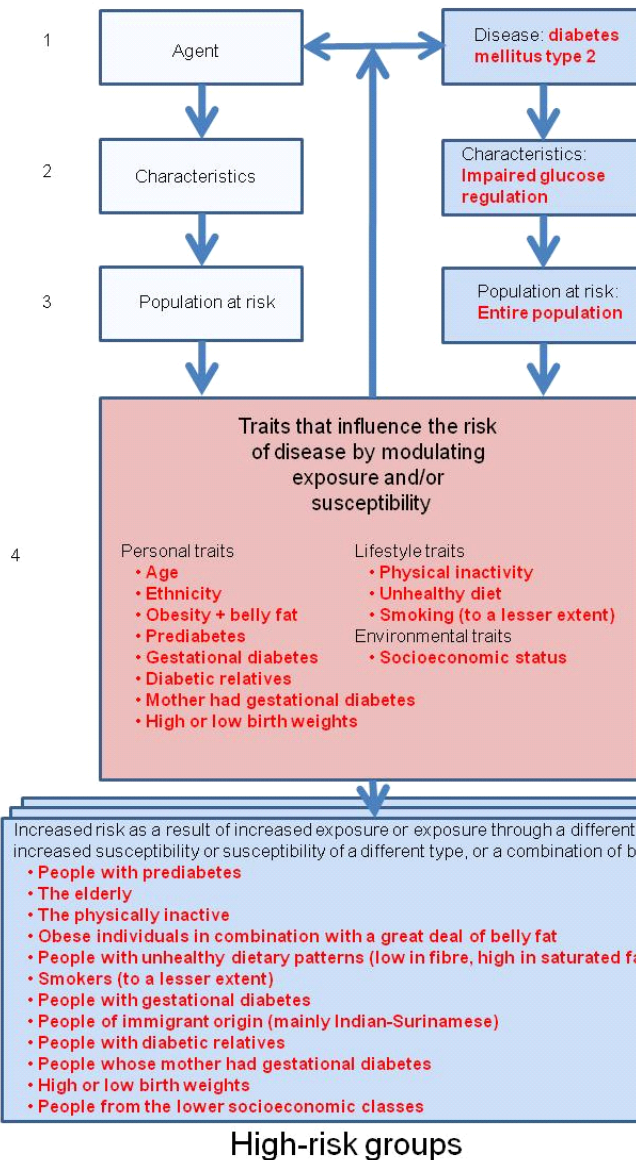 1
Agent
Disease: diabetes
mellitus type 2
2
Characteristics
Characteristics:
Impaired glucose
regulation
3
Population at risk
Population at risk:
Entire population
Traits that influence the risk
of disease by modulating
exposure and/or
susceptibility
4
Personal traits
• Age
• Ethnicity
• Obesity + belly fat
• Prediabetes
• Gestational diabetes
• Diabetic relatives
• Mother had gestational diabetes
• High or low birth weights
Lifestyle traits
• Physical inactivity
• Unhealthy diet
• Smoking (to a lesser extent)
Environmental traits
• Socioeconomic status
Increased risk as a result of increased exposure or exposure through a different
increased susceptibility or susceptibility of a different type, or a combination of b
• People with prediabetes
• The elderly
• The physically inactive
• Obese individuals in combination with a great deal of belly fat
• People with unhealthy dietary patterns (low in fibre, high in saturated fa
• Smokers (to a lesser extent)
• People with gestational diabetes
• People of immigrant origin (mainly Indian-Surinamese)
• People with diabetic relatives
• People whose mother had gestational diabetes
• High or low birth weights
• People from the lower socioeconomic classes
High-risk groups